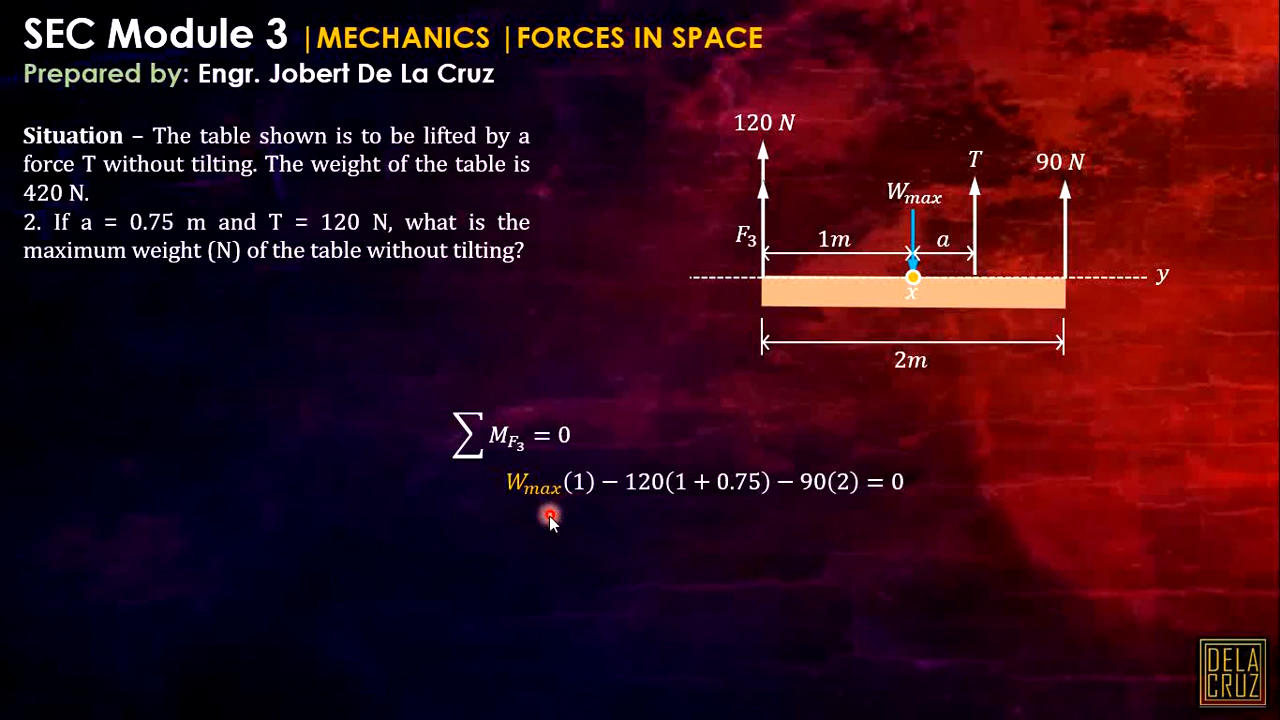 SEC Module 3 |MECHANICS |FORCES IN SPACE
Prepared by: Engr. Jobert De La Cruz
Situation – The table shown is to be lifted by a
force T without tilting. The weight of the table is
420 N.
2. If a = 0.75 m and T = 120 N, what is the
maximum weight (N) of the table without tilting?
120 N
T
90 N
W_max
F_3
1m
a
y
x
2m
∑ M_F_3 = 0
W_max(1) − 120(1 + 0.75) − 90(2) = 0
DELA
CRUZ